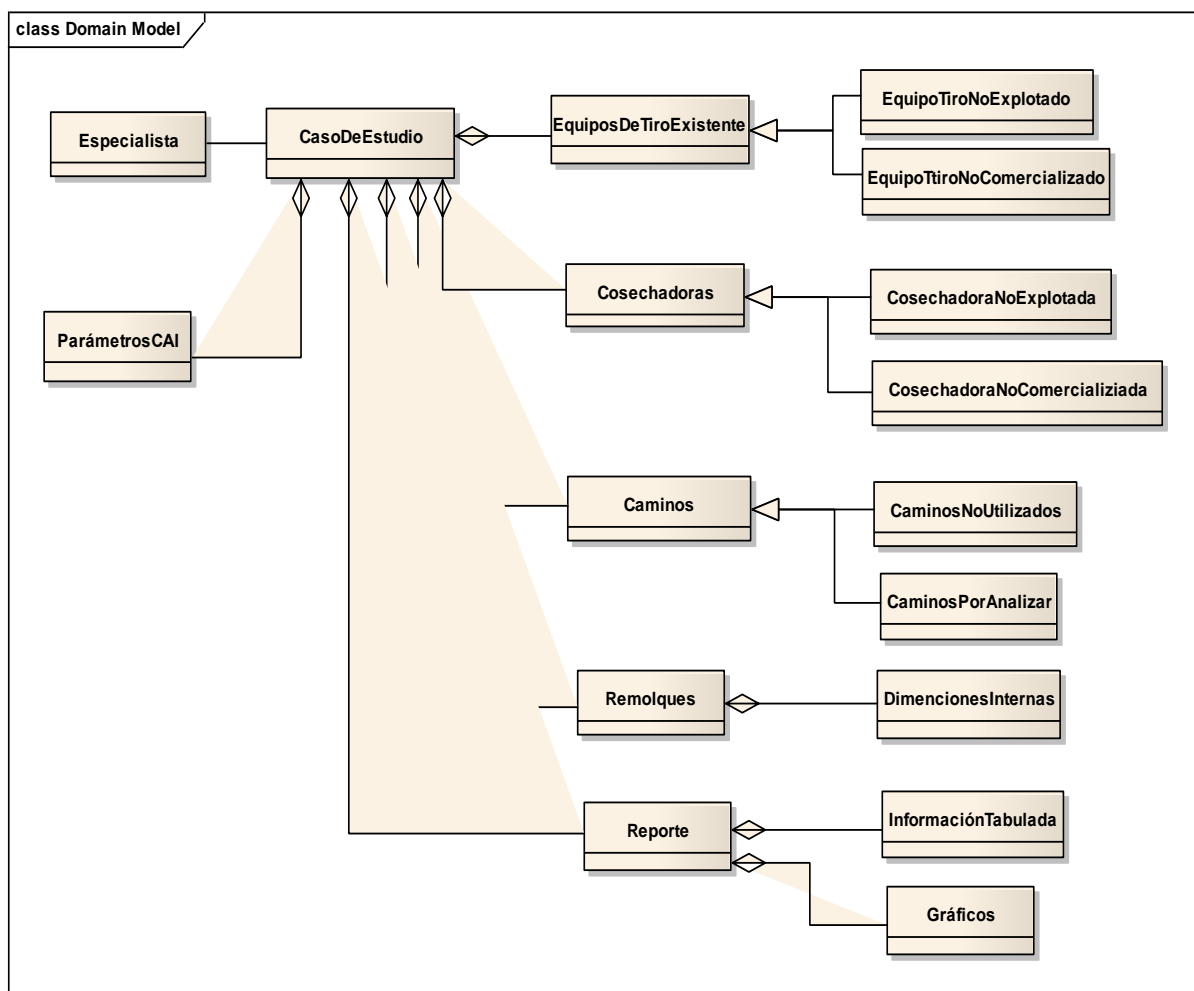 class Domain Model
Especialista
CasoDeEstudio
EquiposDeTiroExistente
EquipoTiroNoExplotado
EquipoTtiroNoComercializado
ParámetrosCAI
Cosechadoras
CosechadoraNoExplotada
CosechadoraNoComercializiada
Caminos
CaminosNoUtilizados
CaminosPorAnalizar
Remolques
DimencionesInternas
Reporte
InformaciónTabulada
Gráficos